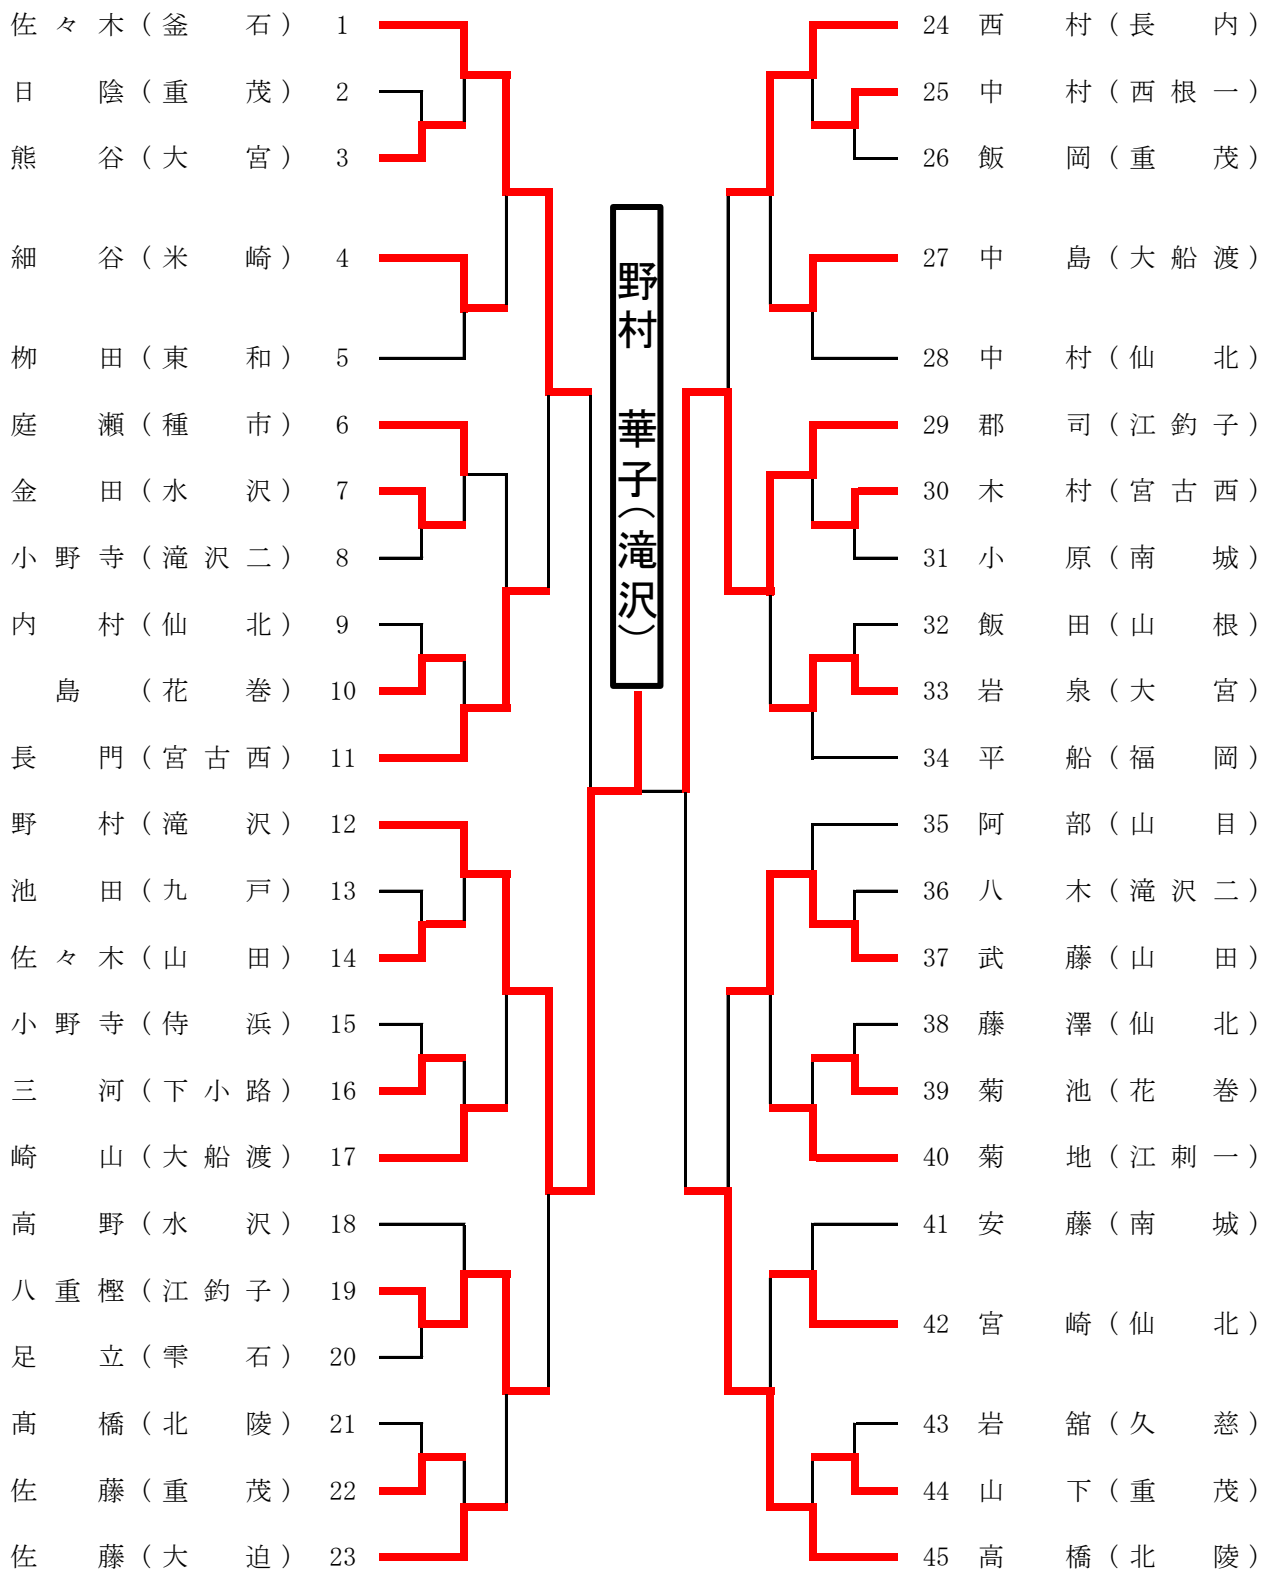 佐々木(釜石) 1
日陰(重茂) 2
熊谷(大宮) 3
細谷(米崎) 4
栁田(東和) 5
庭瀬(種市) 6
金田(水沢) 7
小野寺(滝沢二) 8
内村(仙北) 9
島(花巻) 10
長門(宮古西) 11
野村(滝沢) 12
池田(九戸) 13
佐々木(山田) 14
小野寺(侍浜) 15
三河(下小路) 16
崎山(大船渡) 17
高野(水沢) 18
八重樫(江釣子) 19
足立(雫石) 20
髙橋(北陵) 21
佐藤(重茂) 22
佐藤(大迫) 23
野村 華子(滝沢)
24 西村(長内)
25 中村(西根一)
26 飯岡(重茂)
27 中島(大船渡)
28 中村(仙北)
29 郡司(江釣子)
30 木村(宮古西)
31 小原(南城)
32 飯田(山根)
33 岩泉(大宮)
34 平船(福岡)
35 阿部(山目)
36 八木(滝沢二)
37 武藤(山田)
38 藤澤(仙北)
39 菊池(花巻)
40 菊地(江刺一)
41 安藤(南城)
42 宮崎(仙北)
43 岩舘(久慈)
44 山下(重茂)
45 高橋(北陵)